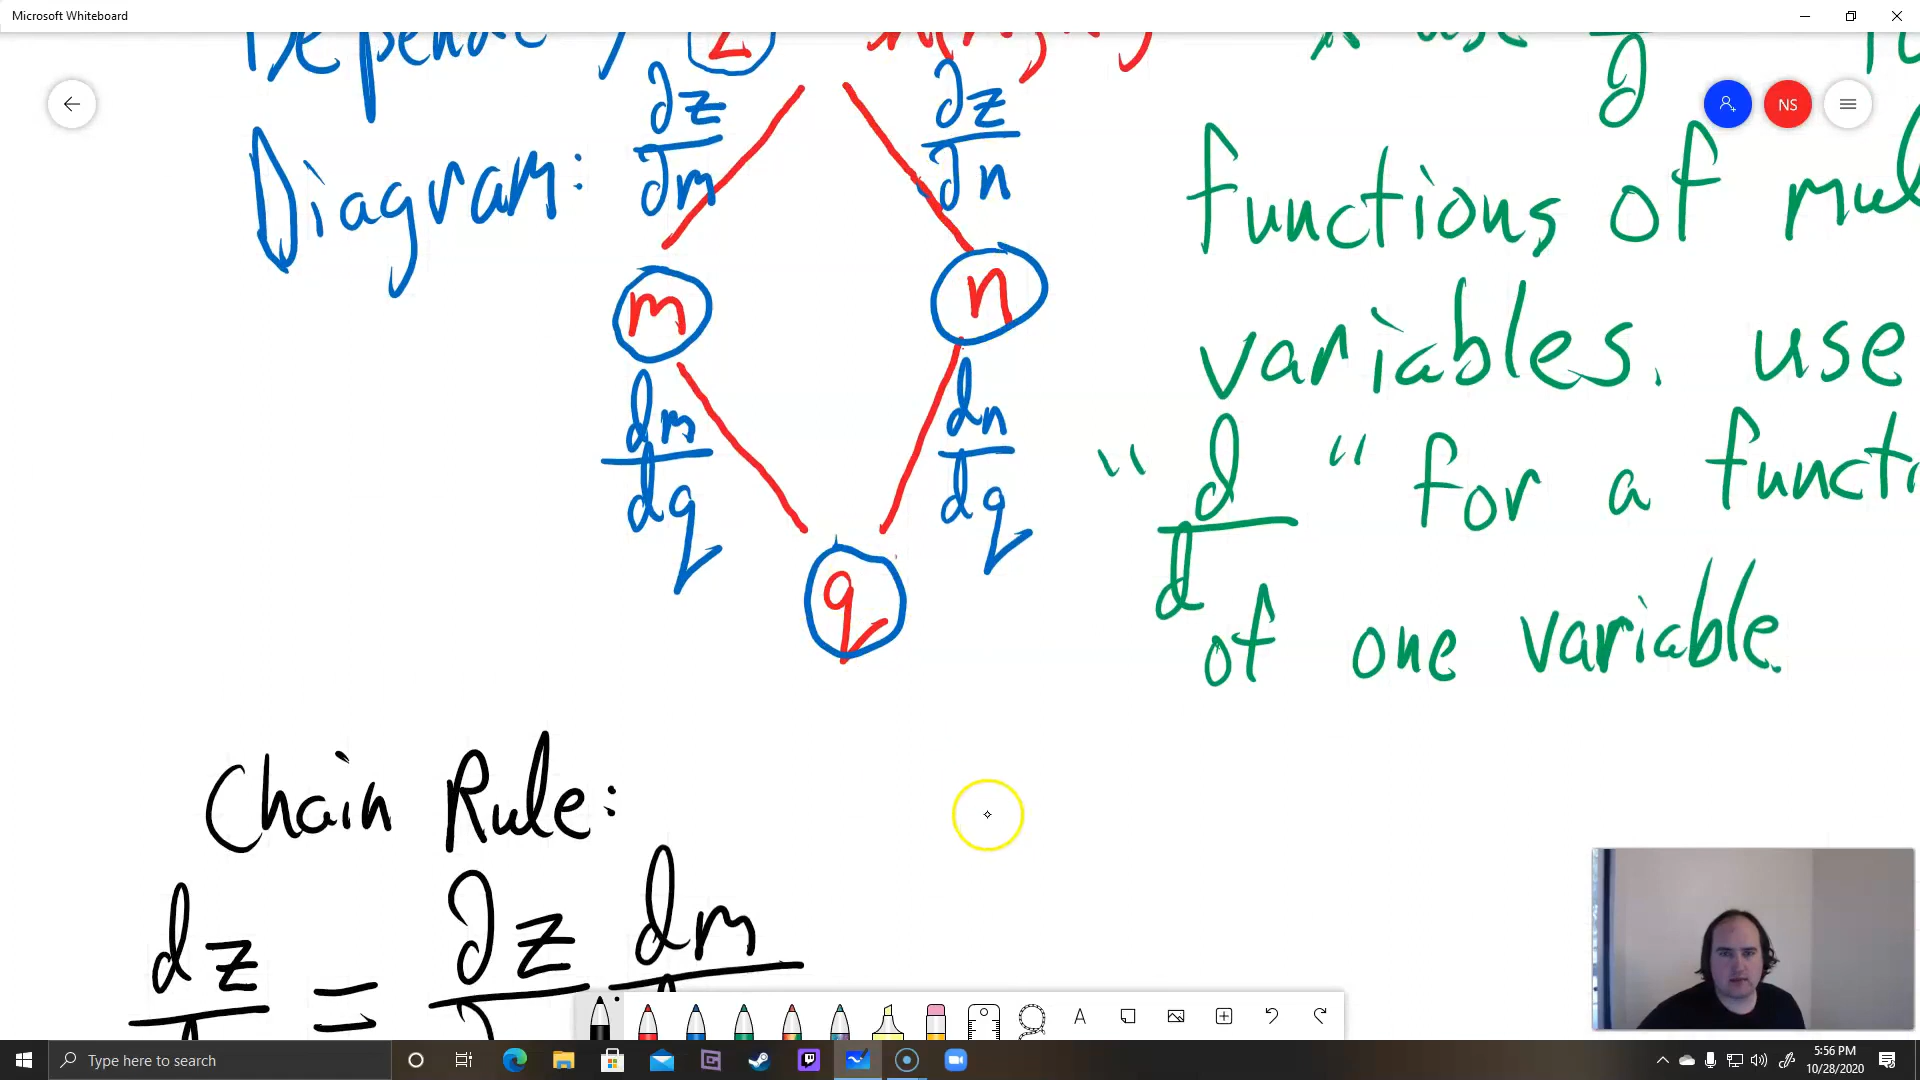 Microsoft Whiteboard
NS
Diagram:
∂z
∂m
∂z
∂n
m
n
dm
dq
dn
dq
q
use
functions of
variables. use
"d/d" for a
of one variable.
Chain Rule:
dz = ∂z dm
A
Type here to search
5:56 PM
10/28/2020